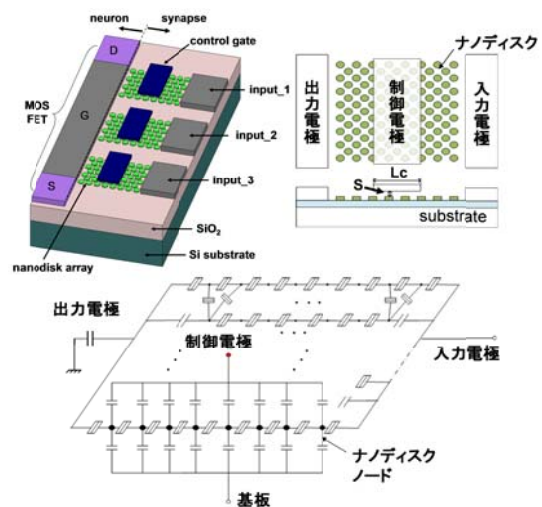 neuron
synapse
control gate
D
MOS
FET
G
S
input_1
input_2
input_3
SiO2
Si substrate
nanodisk array
ナノディスク
出力電極
制御電極
入力電極
Lc
S
substrate
出力電極
制御電極
入力電極
ナノディスク
ノード
基板